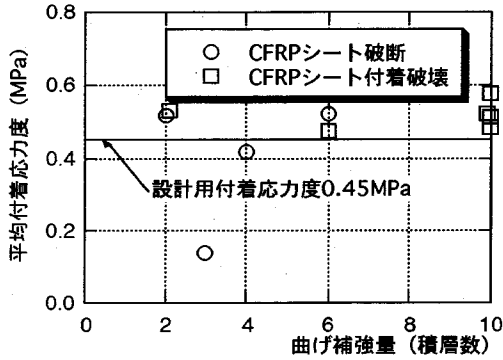 0.8
0.6
0.4
0.2
0.0
平均付着応力度 (MPa)
○ CFRPシート破断
□ CFRPシート付着破壊
設計用付着応力度0.45MPa
0 2 4 6 8 10
曲げ補強量 (積層数)